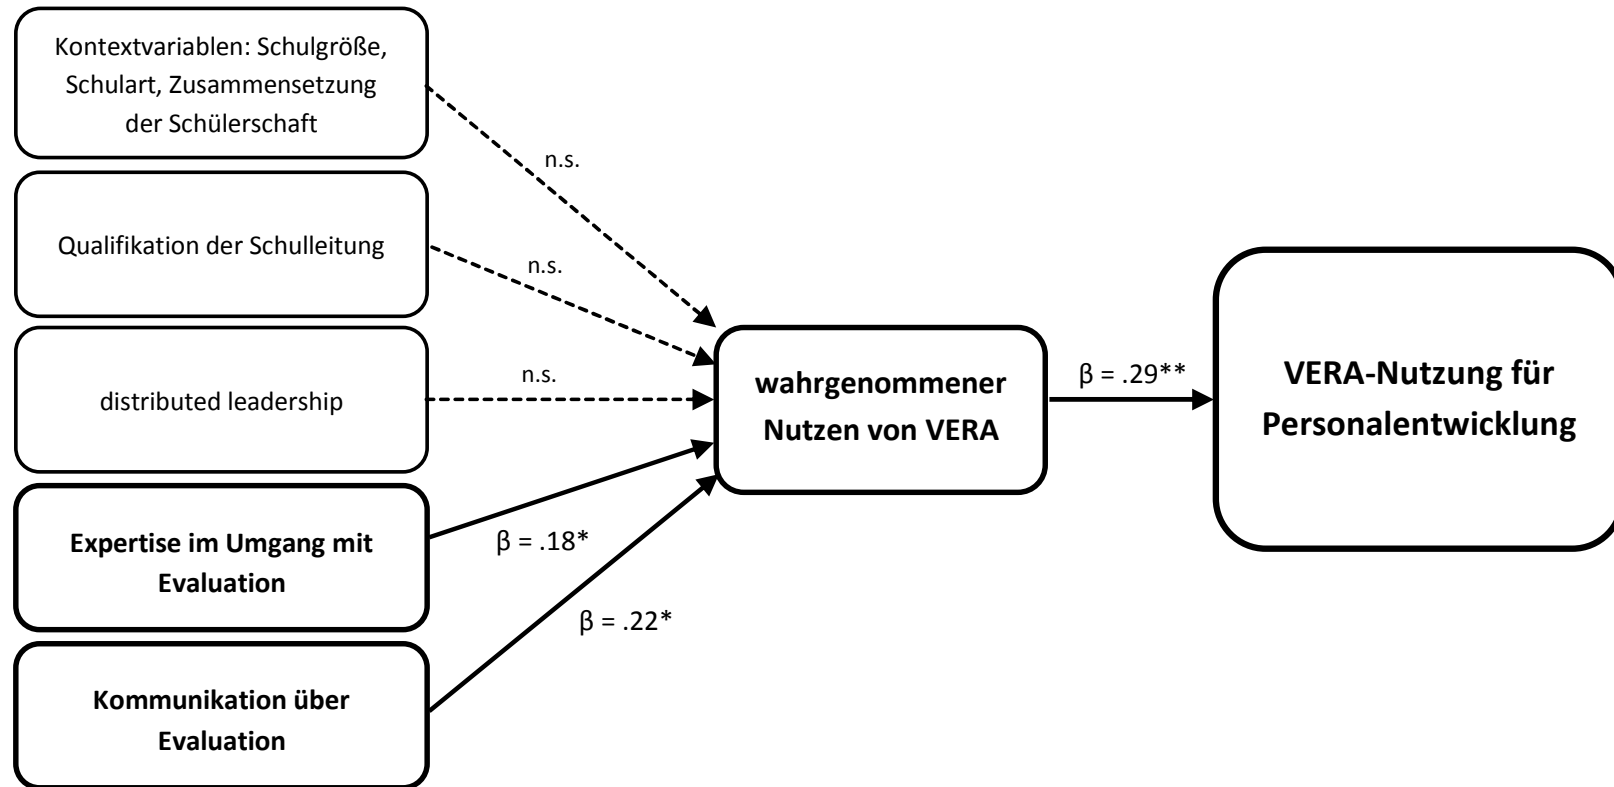 Kontextvariablen: Schulgröße,
Schulart, Zusammensetzung
der Schülerschaft
n.s.
Qualifikation der Schulleitung
n.s.
distributed leadership
n.s.
wahrgenommener
Nutzen von VERA
β = .29**
VERA-Nutzung für
Personalentwicklung
Expertise im Umgang mit
Evaluation
β = .18*
β = .22*
Kommunikation über
Evaluation